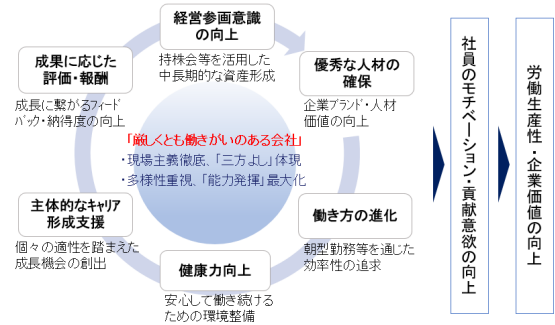 経営参画意識
の向上
持株会等を活用した
中長期的な資産形成
優秀な人材の
確保
企業ブランド・人材
価値の向上
働き方の進化
朝型勤務等を通じた
効率性の追求
健康力向上
安心して働き続ける
ための環境整備
主体的なキャリア
形成支援
個々の適性を踏まえた
成長機会の創出
成果に応じた
評価・報酬
成長に繋がるフィード
バック・納得度の向上
「厳しくとも働きがいのある会社」
・現場主義徹底、「三方よし」体現
・多様性重視、「能力発揮」最大化
社員のモチベーション・貢献意欲の向上
労働生産性・企業価値の向上